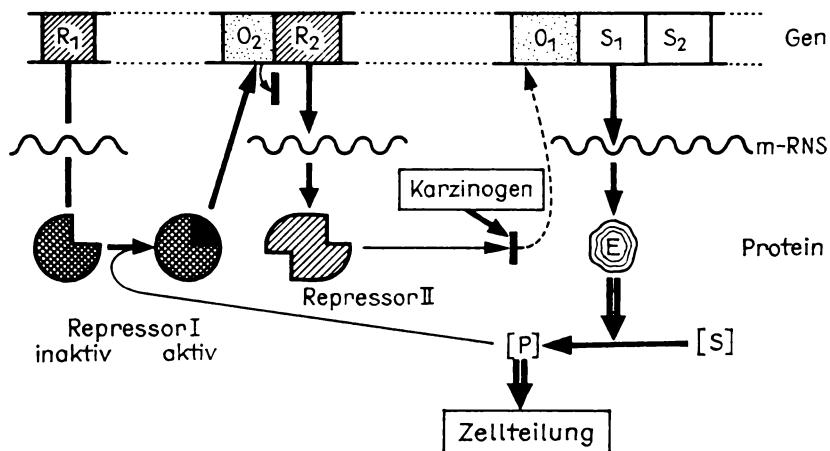 R1 O2 R2 O1 S1 S2 Gen
m-RNS
Karzinogen
E Protein
Repressor II
Repressor I
inaktiv aktiv
[P] [S]
Zellteilung